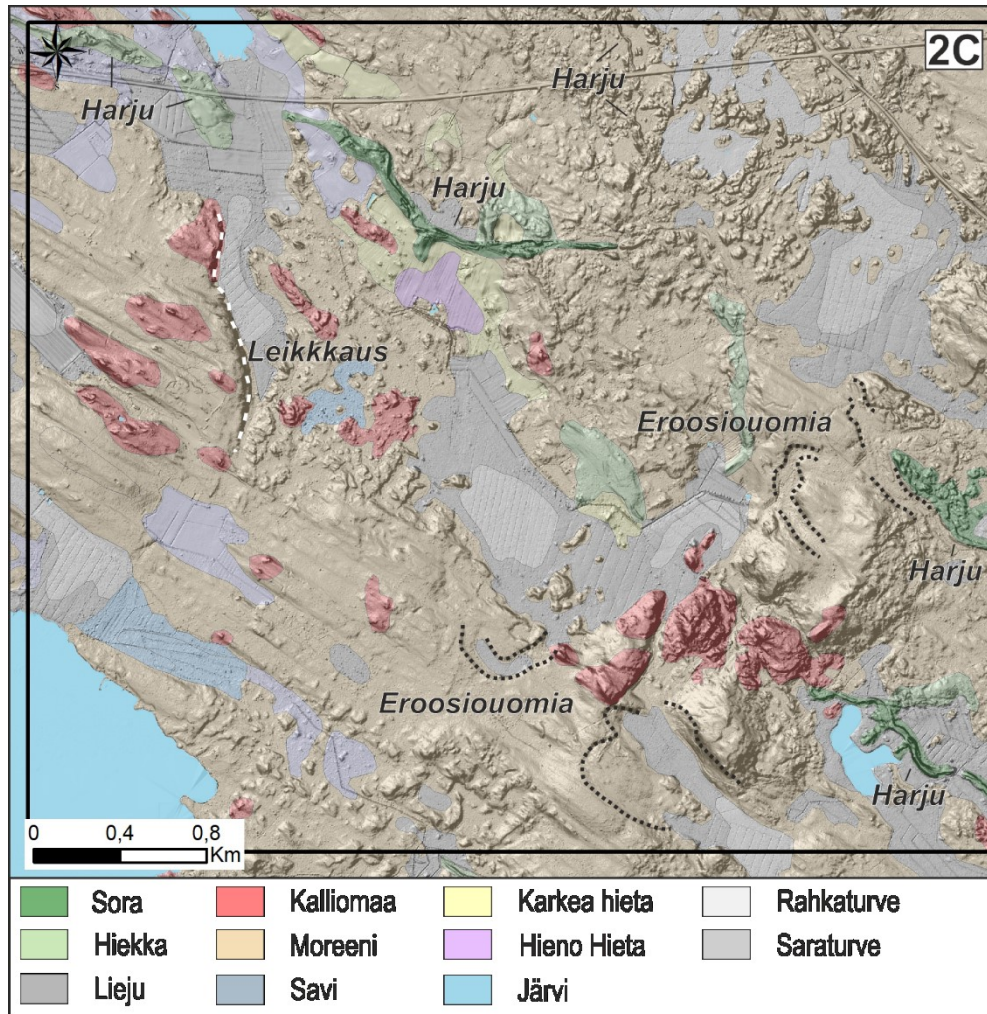 2C
Harju
Harju
Harju
Leikkkaus
Eroosiouomia
Harju
Eroosiouomia
Harju
0 0,4 0,8
Km
Sora Kalliomaa Karkea hieta Rahkaturve
Hiekka Moreeni Hieno Hieta Saraturve
Lieju Savi Järvi